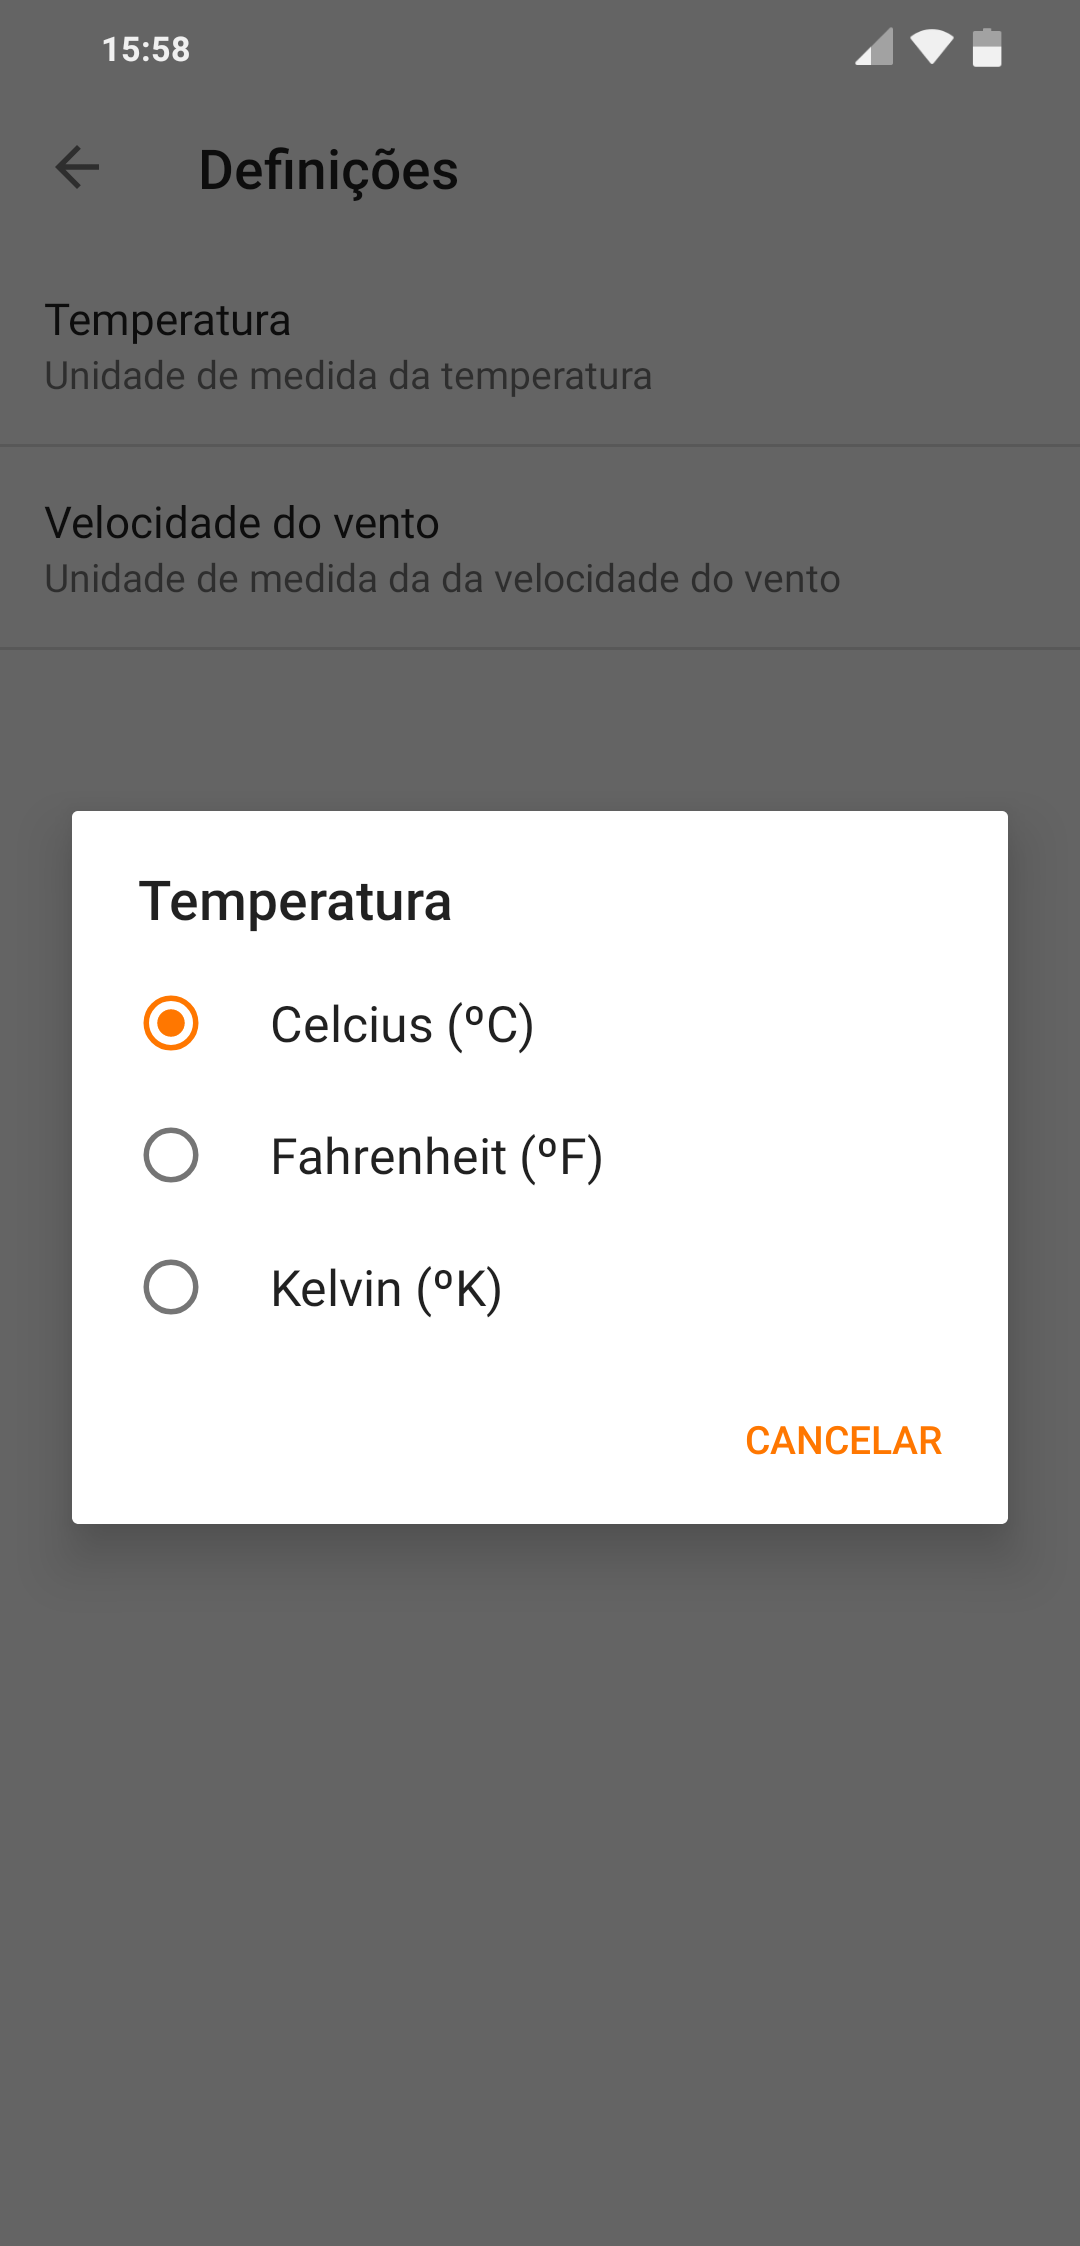 15:58
Definições
Temperatura
Unidade de medida da temperatura
Velocidade do vento
Unidade de medida da da velocidade do vento
Temperatura
Celcius (ºC)
Fahrenheit (ºF)
Kelvin (ºK)
CANCELAR